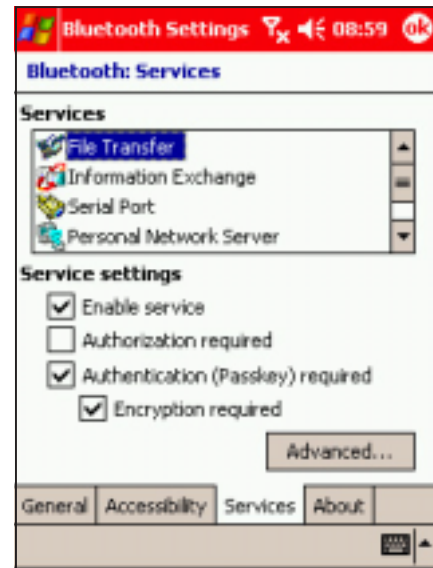 Bluetooth Settings 08:59 ok
Bluetooth: Services
Services
File Transfer
Information Exchange
Serial Port
Personal Network Server
Service settings
Enable service
Authorization required
Authentication (Passkey) required
Encryption required
Advanced...
General Accessibility Services About